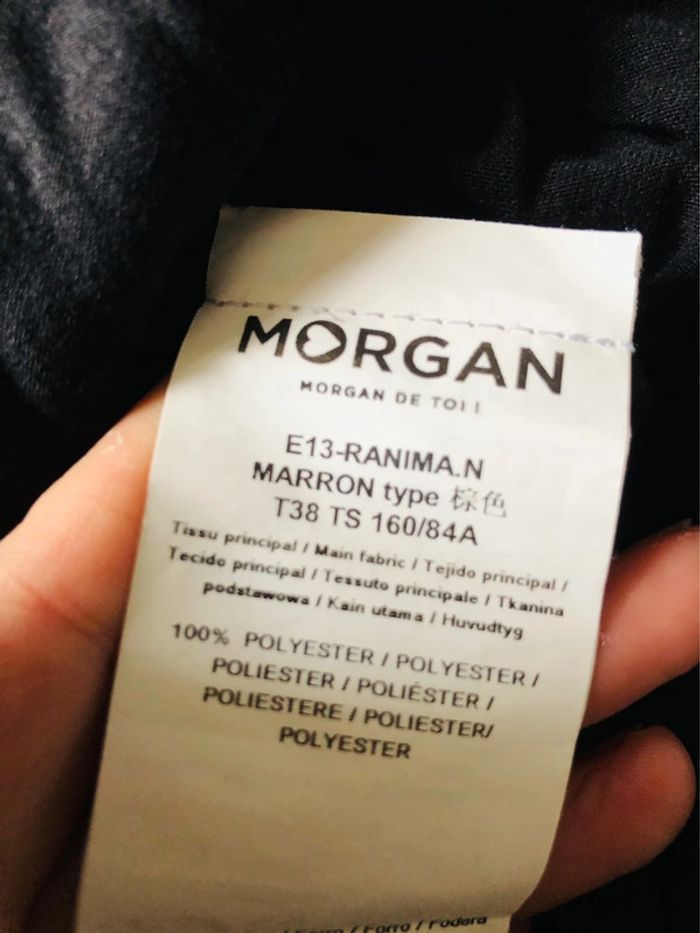 MORGAN
MORGAN DE TOI !
E13-RANIMA.N
MARRON type 棕色
T38 TS 160/84A
Tissu principal / Main fabric / Tejido principal /
Tecido principal / Tessuto principale / Tkanina
podstawowa / Kain utama / Huvudtyg
100% POLYESTER / POLYESTER /
POLIESTER / POLIÉSTER /
POLIESTERE / POLIESTER/
POLYESTER
/ Forro / Fodera